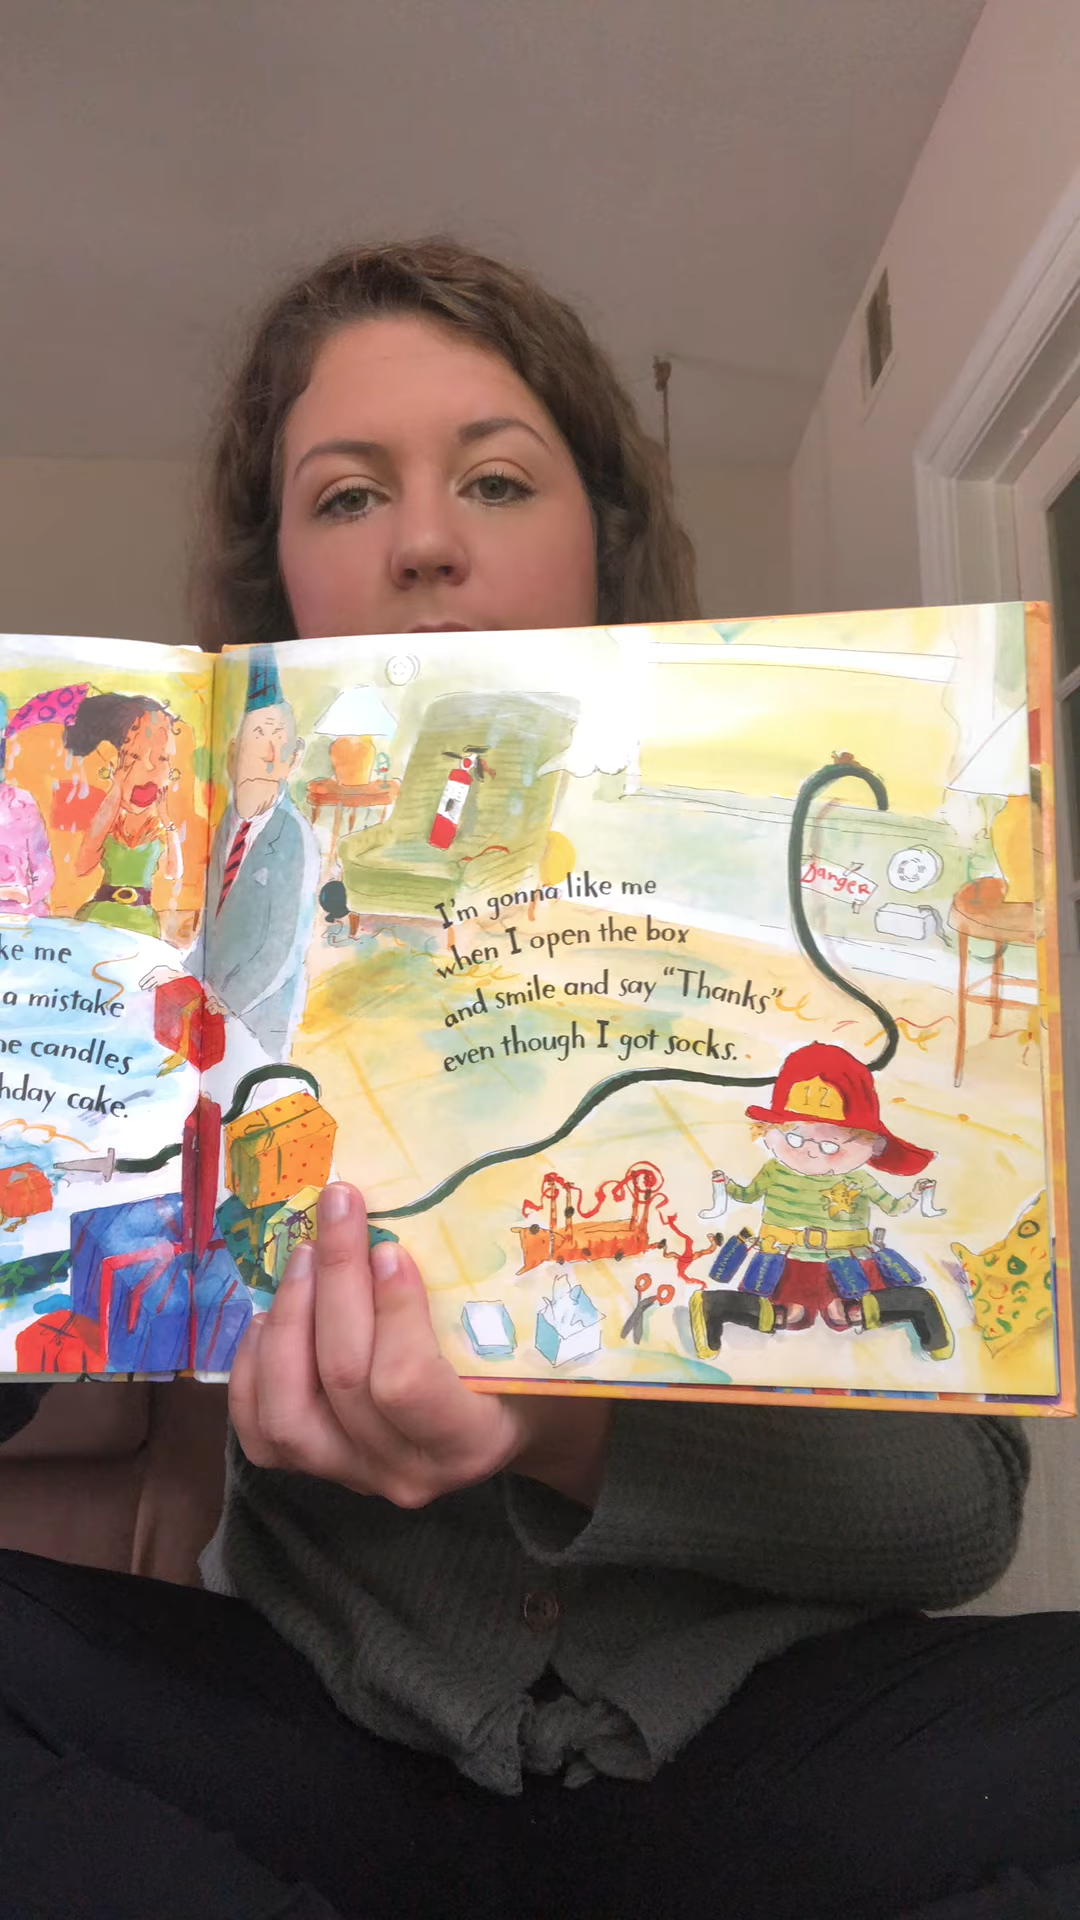 ke me
a mistake
he candles
hday cake.
I'm gonna like me
when I open the box
and smile and say "Thanks"
even though I got socks.
Danger
12